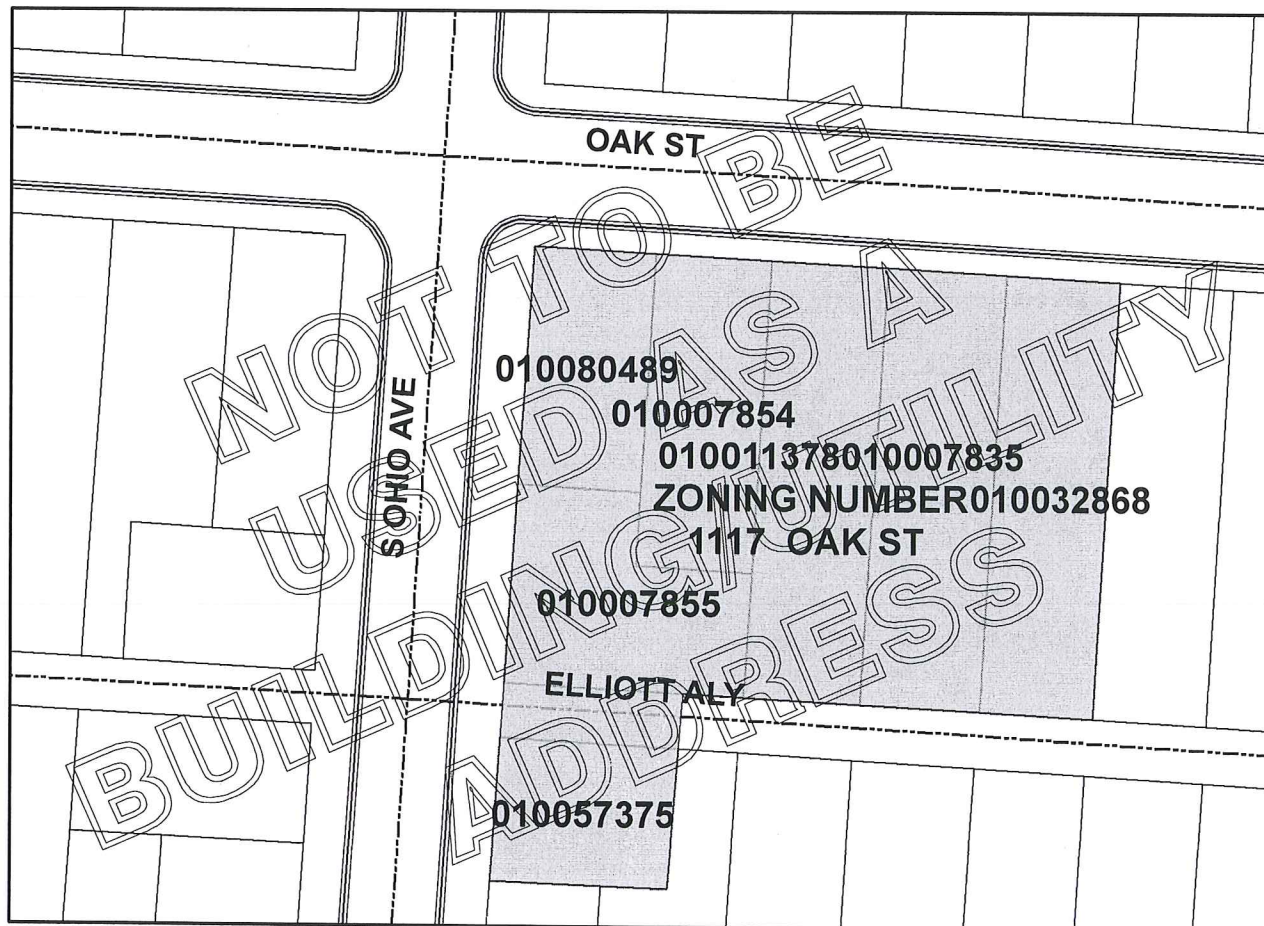 OAK ST
NOT TO BE
USED AS A
BUILDING/UTILITY
ADDRESS
S OHIO AVE
010080489
010007854
010011378010007835
ZONING NUMBER010032868
1117 OAK ST
010007855
ELLIOTT ALY
010057375